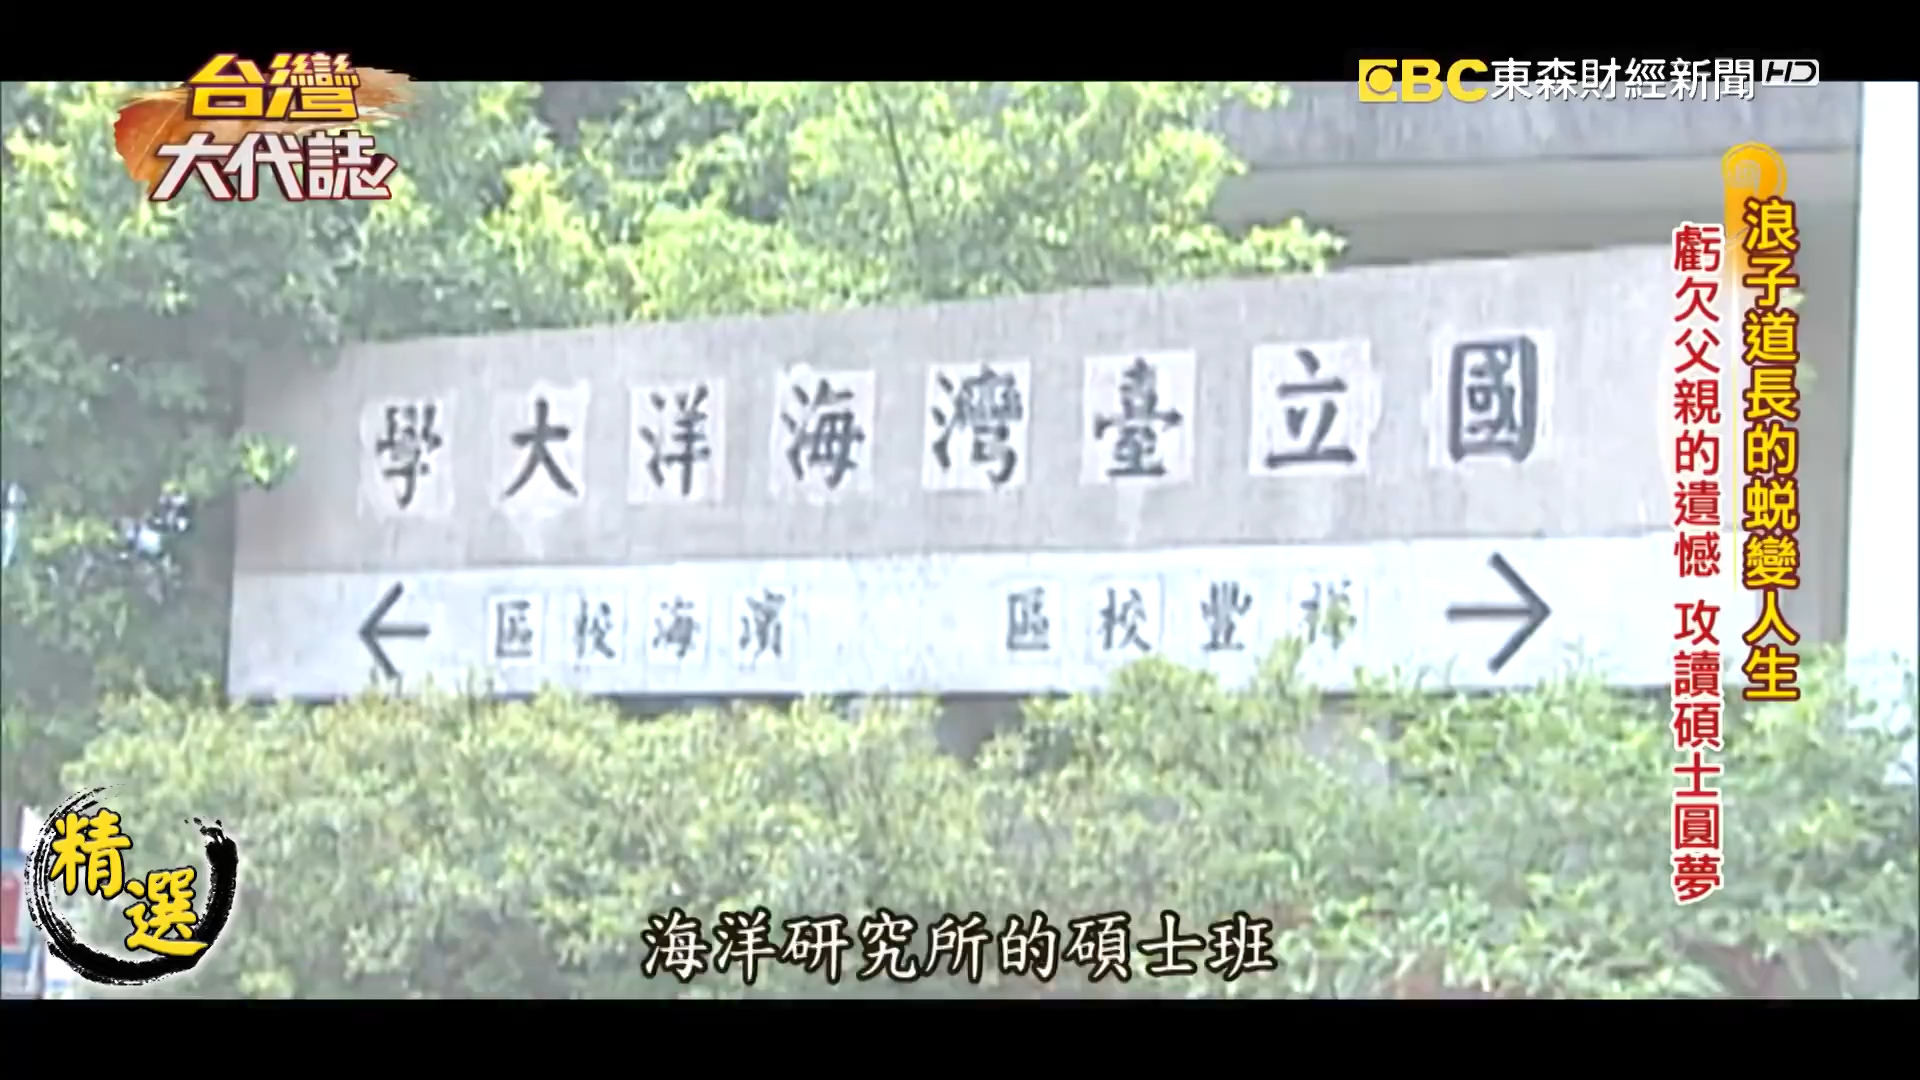 台灣
大代誌
EBC東森財經新聞HD
浪子道長的蛻變人生
虧欠父親的遺憾 攻讀碩士圓夢
國立臺灣海洋大學
祥豐校區 →
← 濱海校區
精選
海洋研究所的碩士班